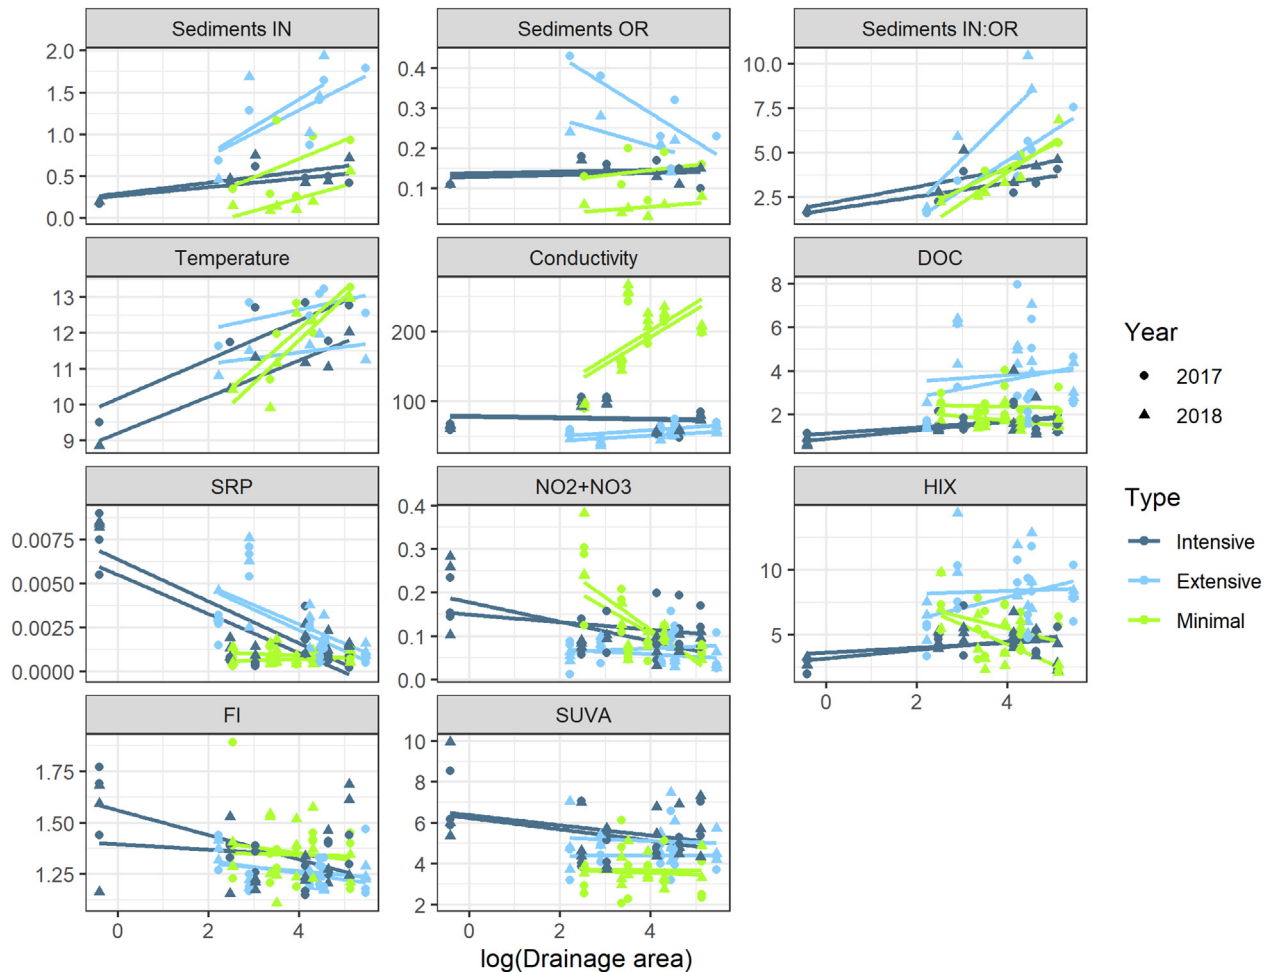 Sediments IN
Sediments OR
Sediments IN:OR
2.0
1.5
1.0
0.5
0.0
0.4
0.3
0.2
0.1
10.0
7.5
5.0
2.5
Temperature
Conductivity
DOC
13
12
11
10
9
200
100
8
6
4
2
SRP
NO2+NO3
HIX
0.0075
0.0050
0.0025
0.0000
0.4
0.3
0.2
0.1
0.0
10
5
0 2 4
FI
SUVA
1.75
1.50
1.25
10
8
6
4
2
0 2 4
0 2 4
log(Drainage area)
Year
2017
2018
Type
Intensive
Extensive
Minimal